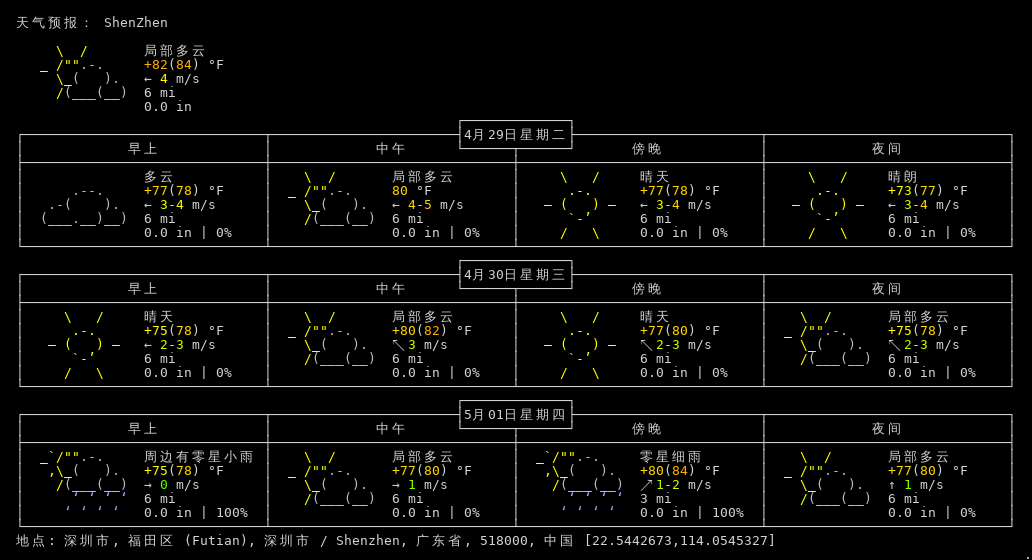 天气预报： ShenZhen
局部多云
+82(84) °F
← 4 m/s
6 mi
0.0 in
4月29日星期二
早上 中午 傍晚 夜间
多云 局部多云 晴天 晴朗
+77(78) °F 80 °F +77(78) °F +73(77) °F
← 3-4 m/s ← 4-5 m/s ← 3-4 m/s ← 3-4 m/s
6 mi 6 mi 6 mi 6 mi
0.0 in | 0% 0.0 in | 0% 0.0 in | 0% 0.0 in | 0%
4月30日星期三
早上 中午 傍晚 夜间
晴天 局部多云 晴天 局部多云
+75(78) °F +80(82) °F +77(80) °F +75(78) °F
← 2-3 m/s ↖ 3 m/s ↖ 2-3 m/s ↖ 2-3 m/s
6 mi 6 mi 6 mi 6 mi
0.0 in | 0% 0.0 in | 0% 0.0 in | 0% 0.0 in | 0%
5月01日星期四
早上 中午 傍晚 夜间
周边有零星小雨 局部多云 零星细雨 局部多云
+75(78) °F +77(80) °F +80(84) °F +77(80) °F
→ 0 m/s → 1 m/s ↗ 1-2 m/s ↑ 1 m/s
6 mi 6 mi 3 mi 6 mi
0.0 in | 100% 0.0 in | 0% 0.0 in | 100% 0.0 in | 0%
地点: 深圳市, 福田区 (Futian), 深圳市 / Shenzhen, 广东省, 518000, 中国 [22.5442673,114.0545327]